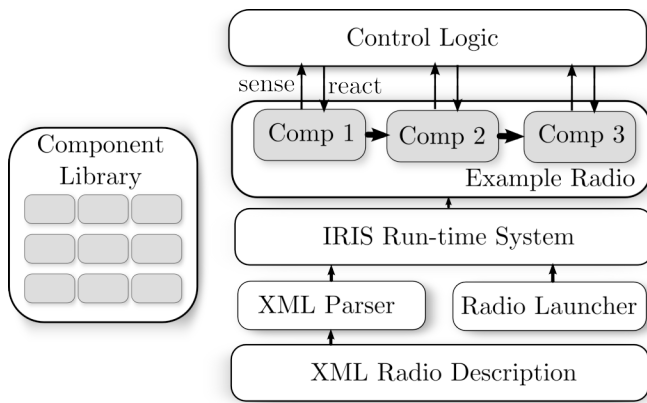 Control Logic
sense
react
Comp 1
Comp 2
Comp 3
Example Radio
Component
Library
IRIS Run-time System
XML Parser
Radio Launcher
XML Radio Description